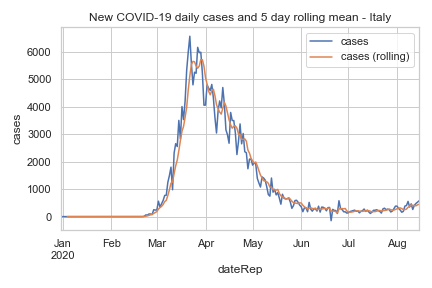 New COVID-19 daily cases and 5 day rolling mean - Italy
cases
cases (rolling)
6000
5000
4000
3000
2000
1000
0
cases
Jan Feb Mar Apr May Jun Jul Aug
2020
dateRep